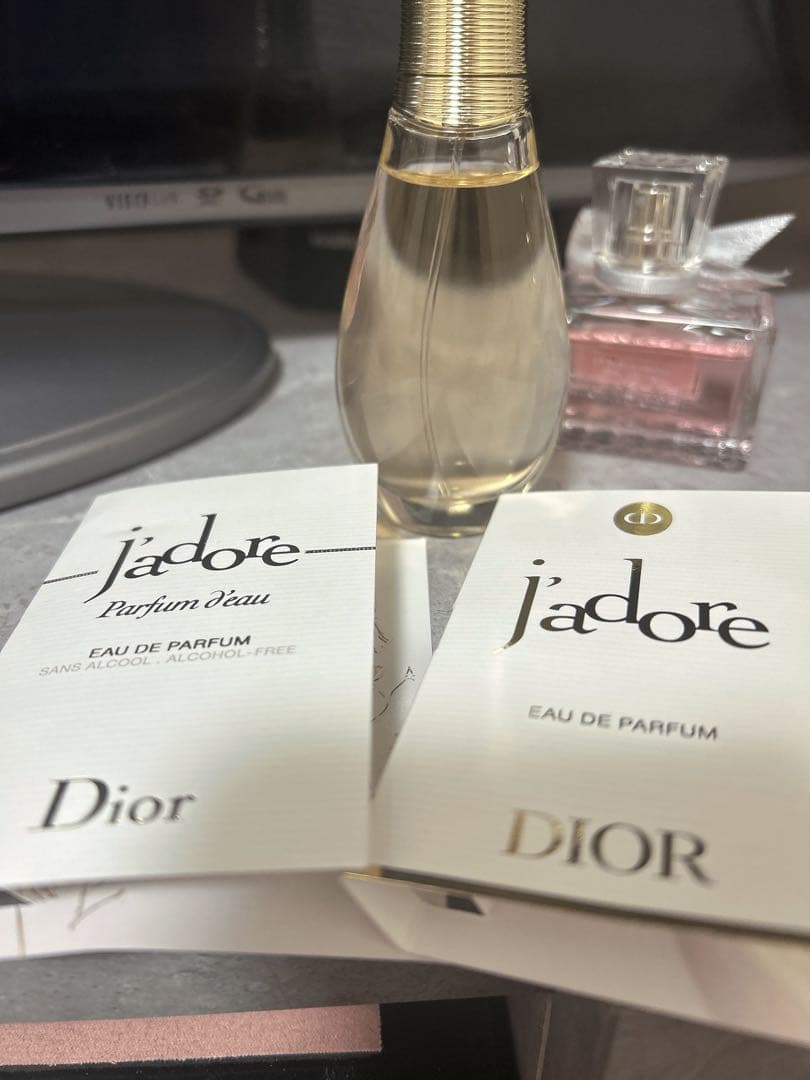 j'adore
Parfum d'eau
EAU DE PARFUM
SANS ALCOOL . ALCOHOL-FREE
Dior
j'adore
EAU DE PARFUM
DIOR